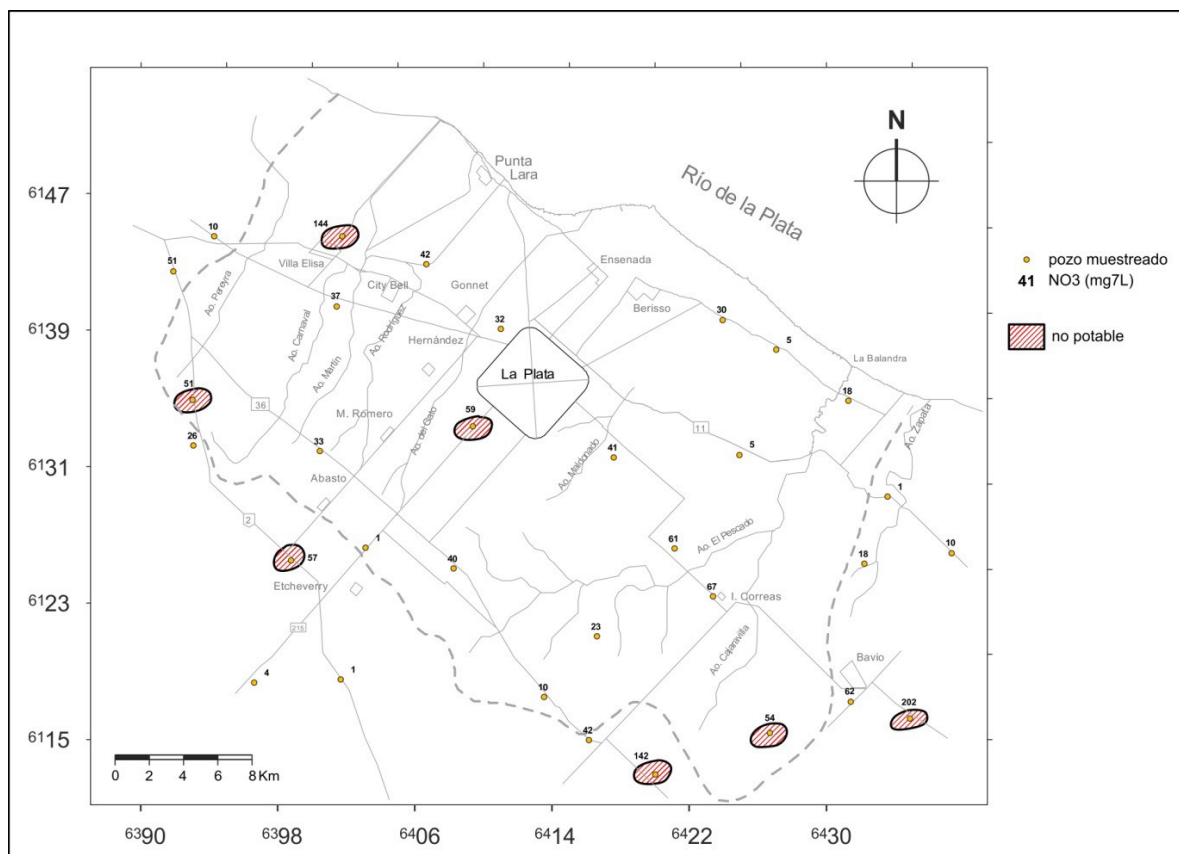 N
Río de la Plata
Punta
Lara
6147
144
10
pozo muestreado
41 NO3 (mg7L)
42
Villa Elisa
51
Ensenada
City Bell
Gonnet
Ao. Pereyra
37
Berisso
30
no potable
6139
32
Ao. Carnaval
Ao. Rodríguez
Hernández
5
La Balandra
Ao. Martín
La Plata
51
18
36
M. Romero
59
Ao. del Gato
11
Ao. Zapata
26
33
41
5
6131
Ao. Maldonado
Abasto
1
2
1
61
Ao. El Pescado
10
57
40
18
Etcheverry
67
I. Correas
6123
215
23
Ao. Cajaravilla
Bavio
4
1
10
62
202
54
42
6115
142
0 2 4 6 8 Km
6390 6398 6406 6414 6422 6430